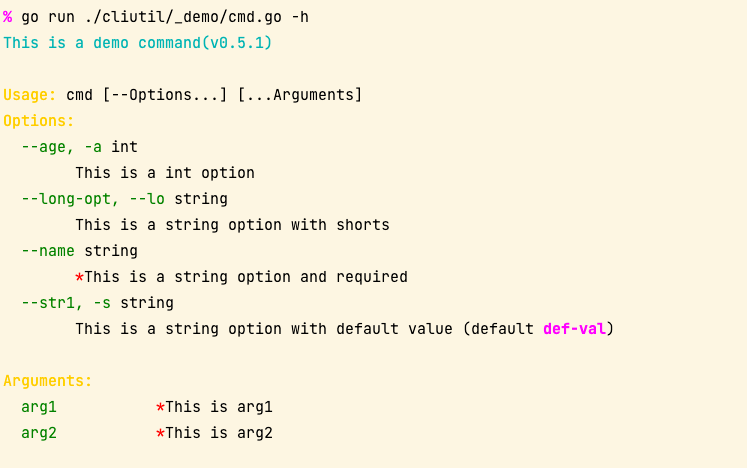 % go run ./cliutil/_demo/cmd.go -h
This is a demo command(v0.5.1)

Usage: cmd [--Options...] [...Arguments]
Options:
  --age, -a int
        This is a int option
  --long-opt, --lo string
        This is a string option with shorts
  --name string
        *This is a string option and required
  --str1, -s string
        This is a string option with default value (default def-val)

Arguments:
  arg1           *This is arg1
  arg2           *This is arg2